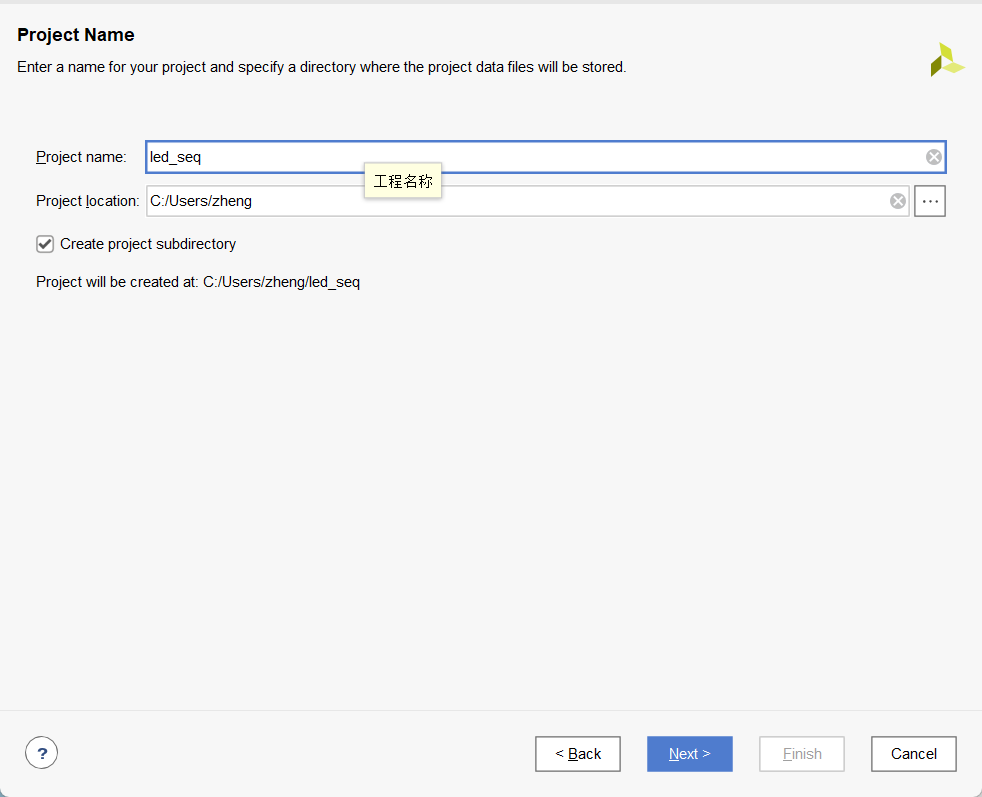 Project Name
Enter a name for your project and specify a directory where the project data files will be stored.
Project name: led_seq
工程名称
Project location: C:/Users/zheng ...
Create project subdirectory
Project will be created at: C:/Users/zheng/led_seq
? < Back Next > Finish Cancel